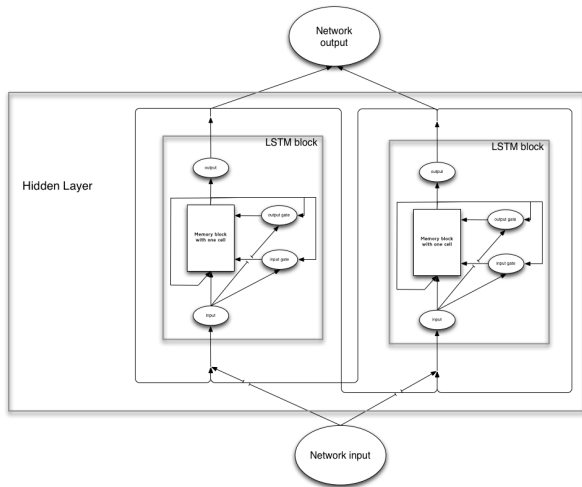 Network
output
LSTM block
LSTM block
Hidden Layer
output
output
Memory block
with one cell
output gate
input gate
Memory block
with one cell
output gate
input gate
input
input
Network input